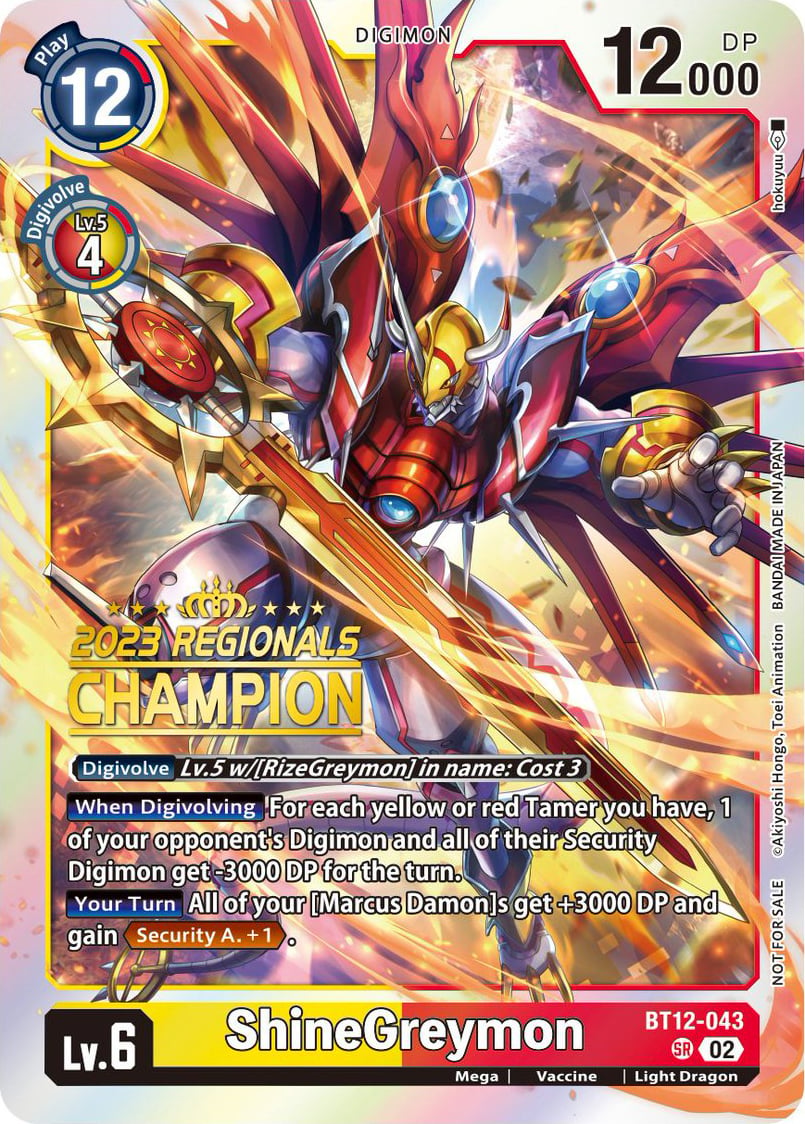 Play
12
DIGIMON
12000
DP
Digivolve
Lv.5
4
hokuyuu
2023 REGIONALS
CHAMPION
Digivolve Lv.5 w/[RizeGreymon] in name: Cost 3
When Digivolving For each yellow or red Tamer you have, 1
of your opponent's Digimon and all of their Security
Digimon get -3000 DP for the turn.
Your Turn All of your [Marcus Damon]s get +3000 DP and
gain Security A. +1 .
©Akiyoshi Hongo, Toei Animation BANDAI MADE IN JAPAN
NOT FOR SALE
Lv.6
ShineGreymon
BT12-043
SR 02
Mega | Vaccine | Light Dragon